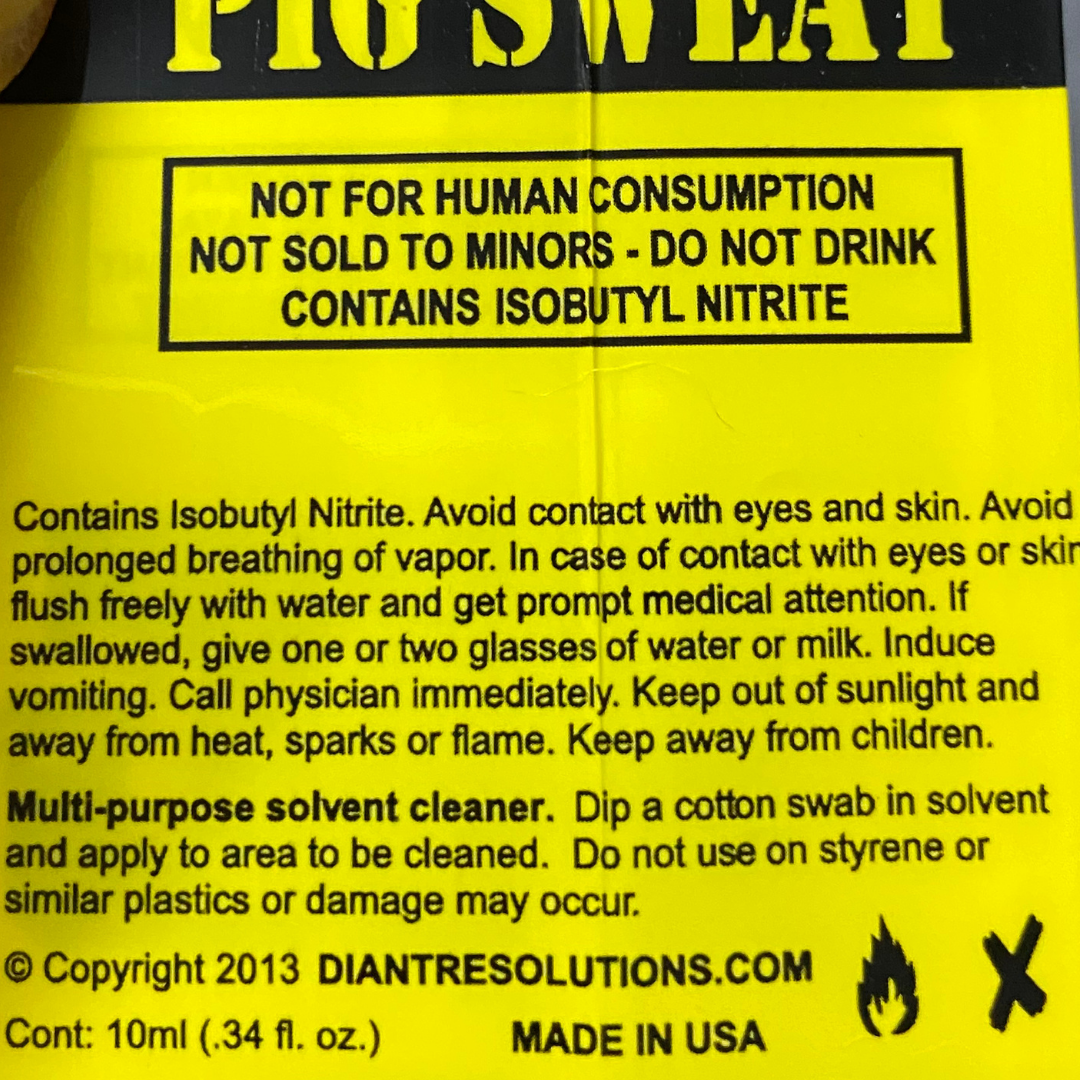 PIG SWEAT
NOT FOR HUMAN CONSUMPTION
NOT SOLD TO MINORS - DO NOT DRINK
CONTAINS ISOBUTYL NITRITE
Contains Isobutyl Nitrite. Avoid contact with eyes and skin. Avoid
prolonged breathing of vapor. In case of contact with eyes or skin
flush freely with water and get prompt medical attention. If
swallowed, give one or two glasses of water or milk. Induce
vomiting. Call physician immediately. Keep out of sunlight and
away from heat, sparks or flame. Keep away from children.
Multi-purpose solvent cleaner. Dip a cotton swab in solvent
and apply to area to be cleaned. Do not use on styrene or
similar plastics or damage may occur.
© Copyright 2013 DIANTRESOLUTIONS.COM
Cont: 10ml (.34 fl. oz.) MADE IN USA